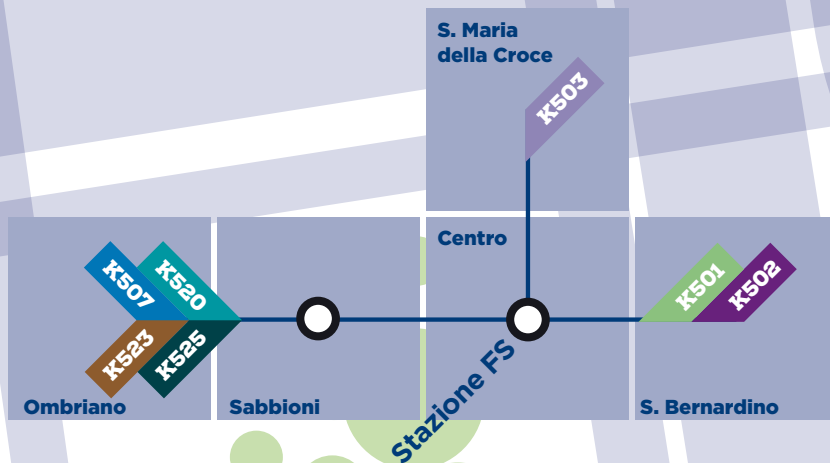 S. Maria
della Croce
K503
Centro
K507
K520
K501
K502
K523
K525
Stazione FS
Ombriano
Sabbioni
S. Bernardino